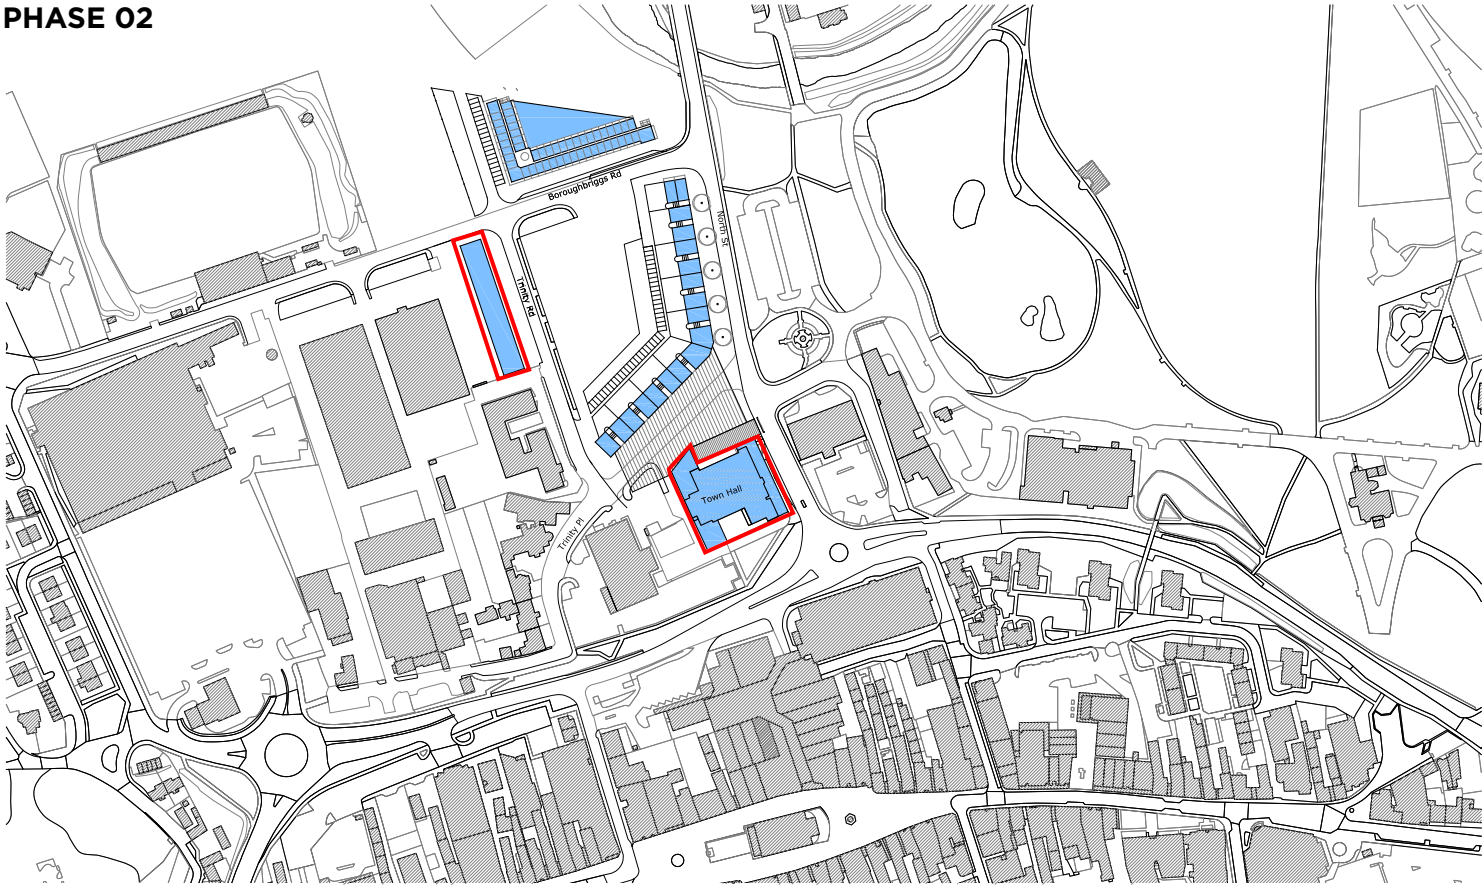 PHASE 02
Boroughbriggs Rd
North St
Trinity Rd
Town Hall
Trinity Pl